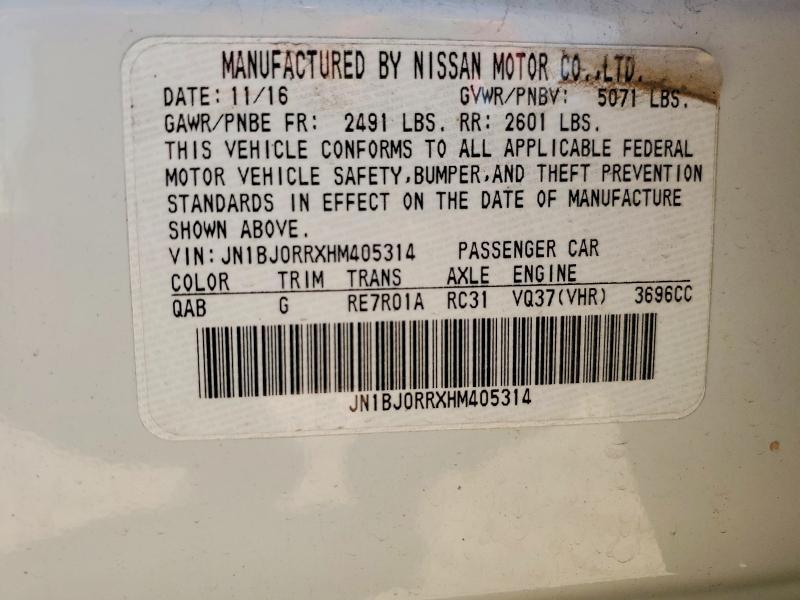 MANUFACTURED BY NISSAN MOTOR CO.,LTD.
DATE: 11/16 GVWR/PNBV: 5071 LBS.
GAWR/PNBE FR: 2491 LBS. RR: 2601 LBS.
THIS VEHICLE CONFORMS TO ALL APPLICABLE FEDERAL
MOTOR VEHICLE SAFETY,BUMPER,AND THEFT PREVENTION
STANDARDS IN EFFECT ON THE DATE OF MANUFACTURE
SHOWN ABOVE.
VIN: JN1BJ0RRXHM405314 PASSENGER CAR
COLOR TRIM TRANS AXLE ENGINE
QAB G RE7R01A RC31 VQ37(VHR) 3696CC
JN1BJ0RRXHM405314